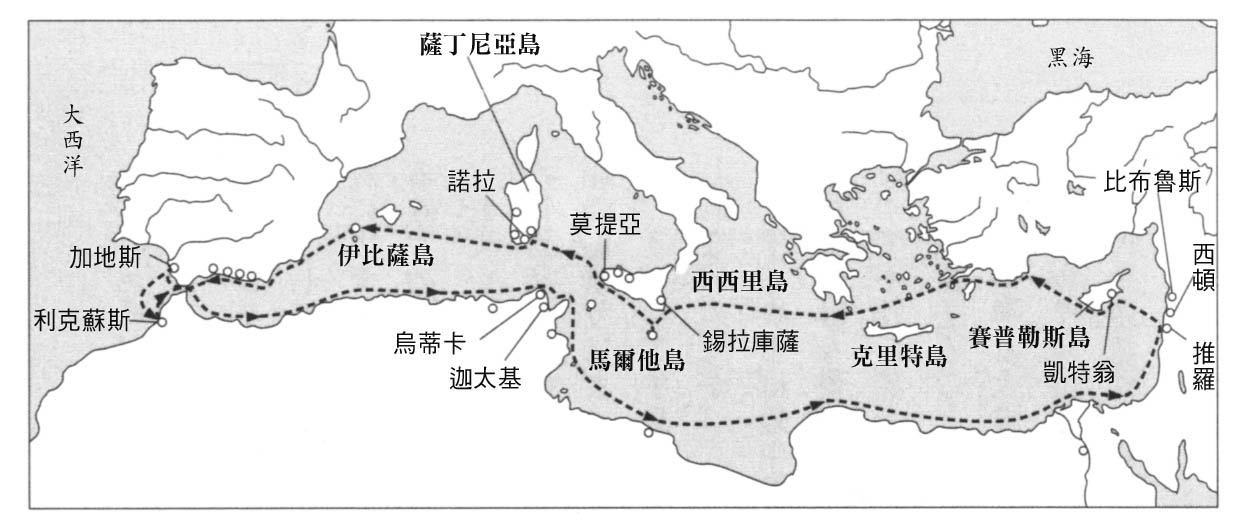 薩丁尼亞島
黑海
大西洋
諾拉
比布魯斯
莫提亞
加地斯
伊比薩島
西西里島
西頓
利克蘇斯
烏蒂卡
馬爾他島
錫拉庫薩
克里特島
賽普勒斯島
迦太基
凱特翁
推羅